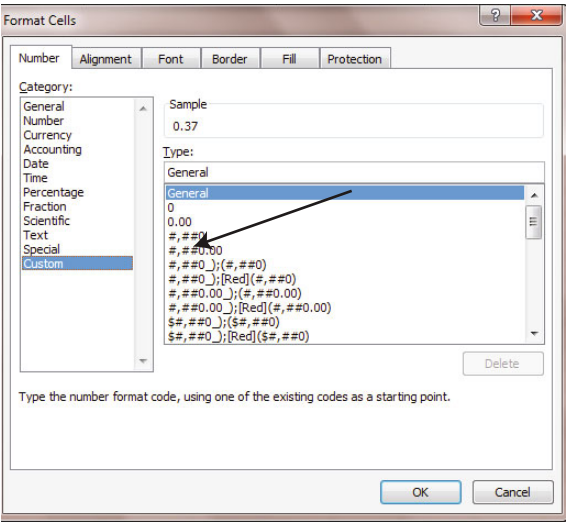 Format Cells
?
X
Number Alignment Font Border Fill Protection
Category:
General
Number
Currency
Accounting
Date
Time
Percentage
Fraction
Scientific
Text
Special
Custom
Sample
0.37
Type:
General
General
0
0.00
#,##0
#,##0.00
#,##0_);(#,##0)
#,##0_);[Red](#,##0)
#,##0.00_);(#,##0.00)
#,##0.00_);[Red](#,##0.00)
$#,##0_);($#,##0)
$#,##0_);[Red]($#,##0)
Delete
Type the number format code, using one of the existing codes as a starting point.
OK Cancel